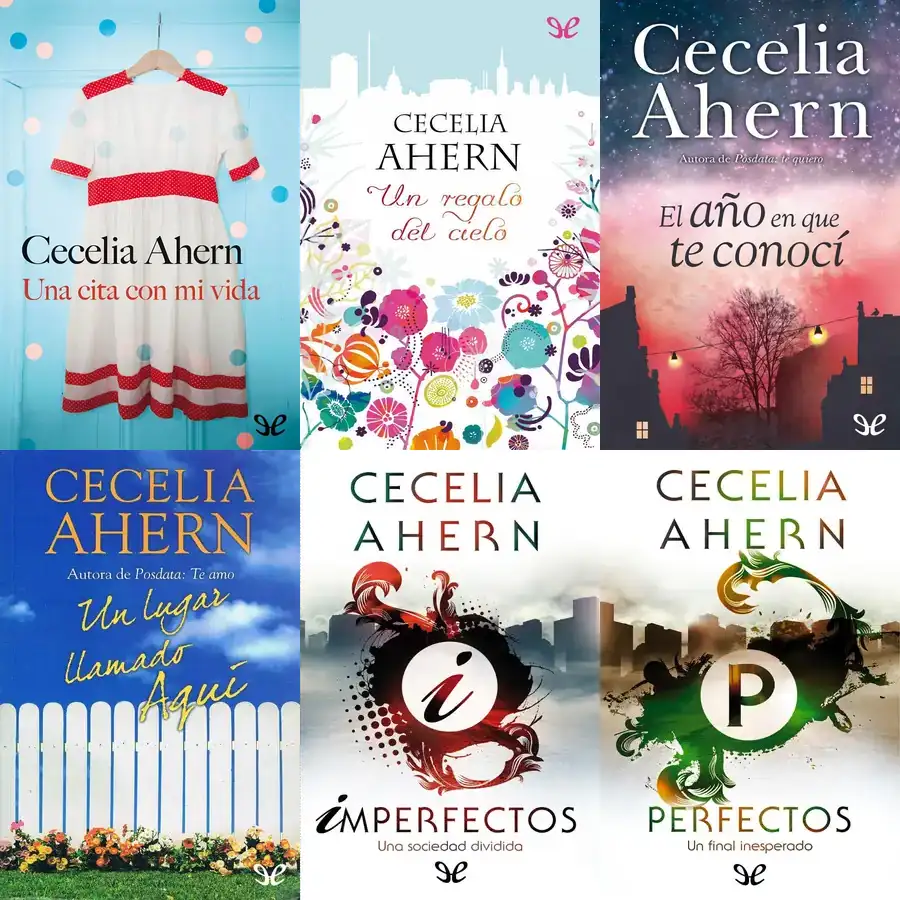 Cecelia Ahern
Una cita con mi vida
CECELIA
AHERN
Un regalo
del cielo
Cecelia
Ahern
Autora de Posdata: te quiero
El año en que
te conocí
CECELIA
AHERN
Autora de Posdata: Te amo
Un lugar
llamado
Aquí
CECELIA
AHERN
i
imPERFECTOS
Una sociedad dividida
CECELIA
AHERN
P
PERFECTOS
Un final inesperado